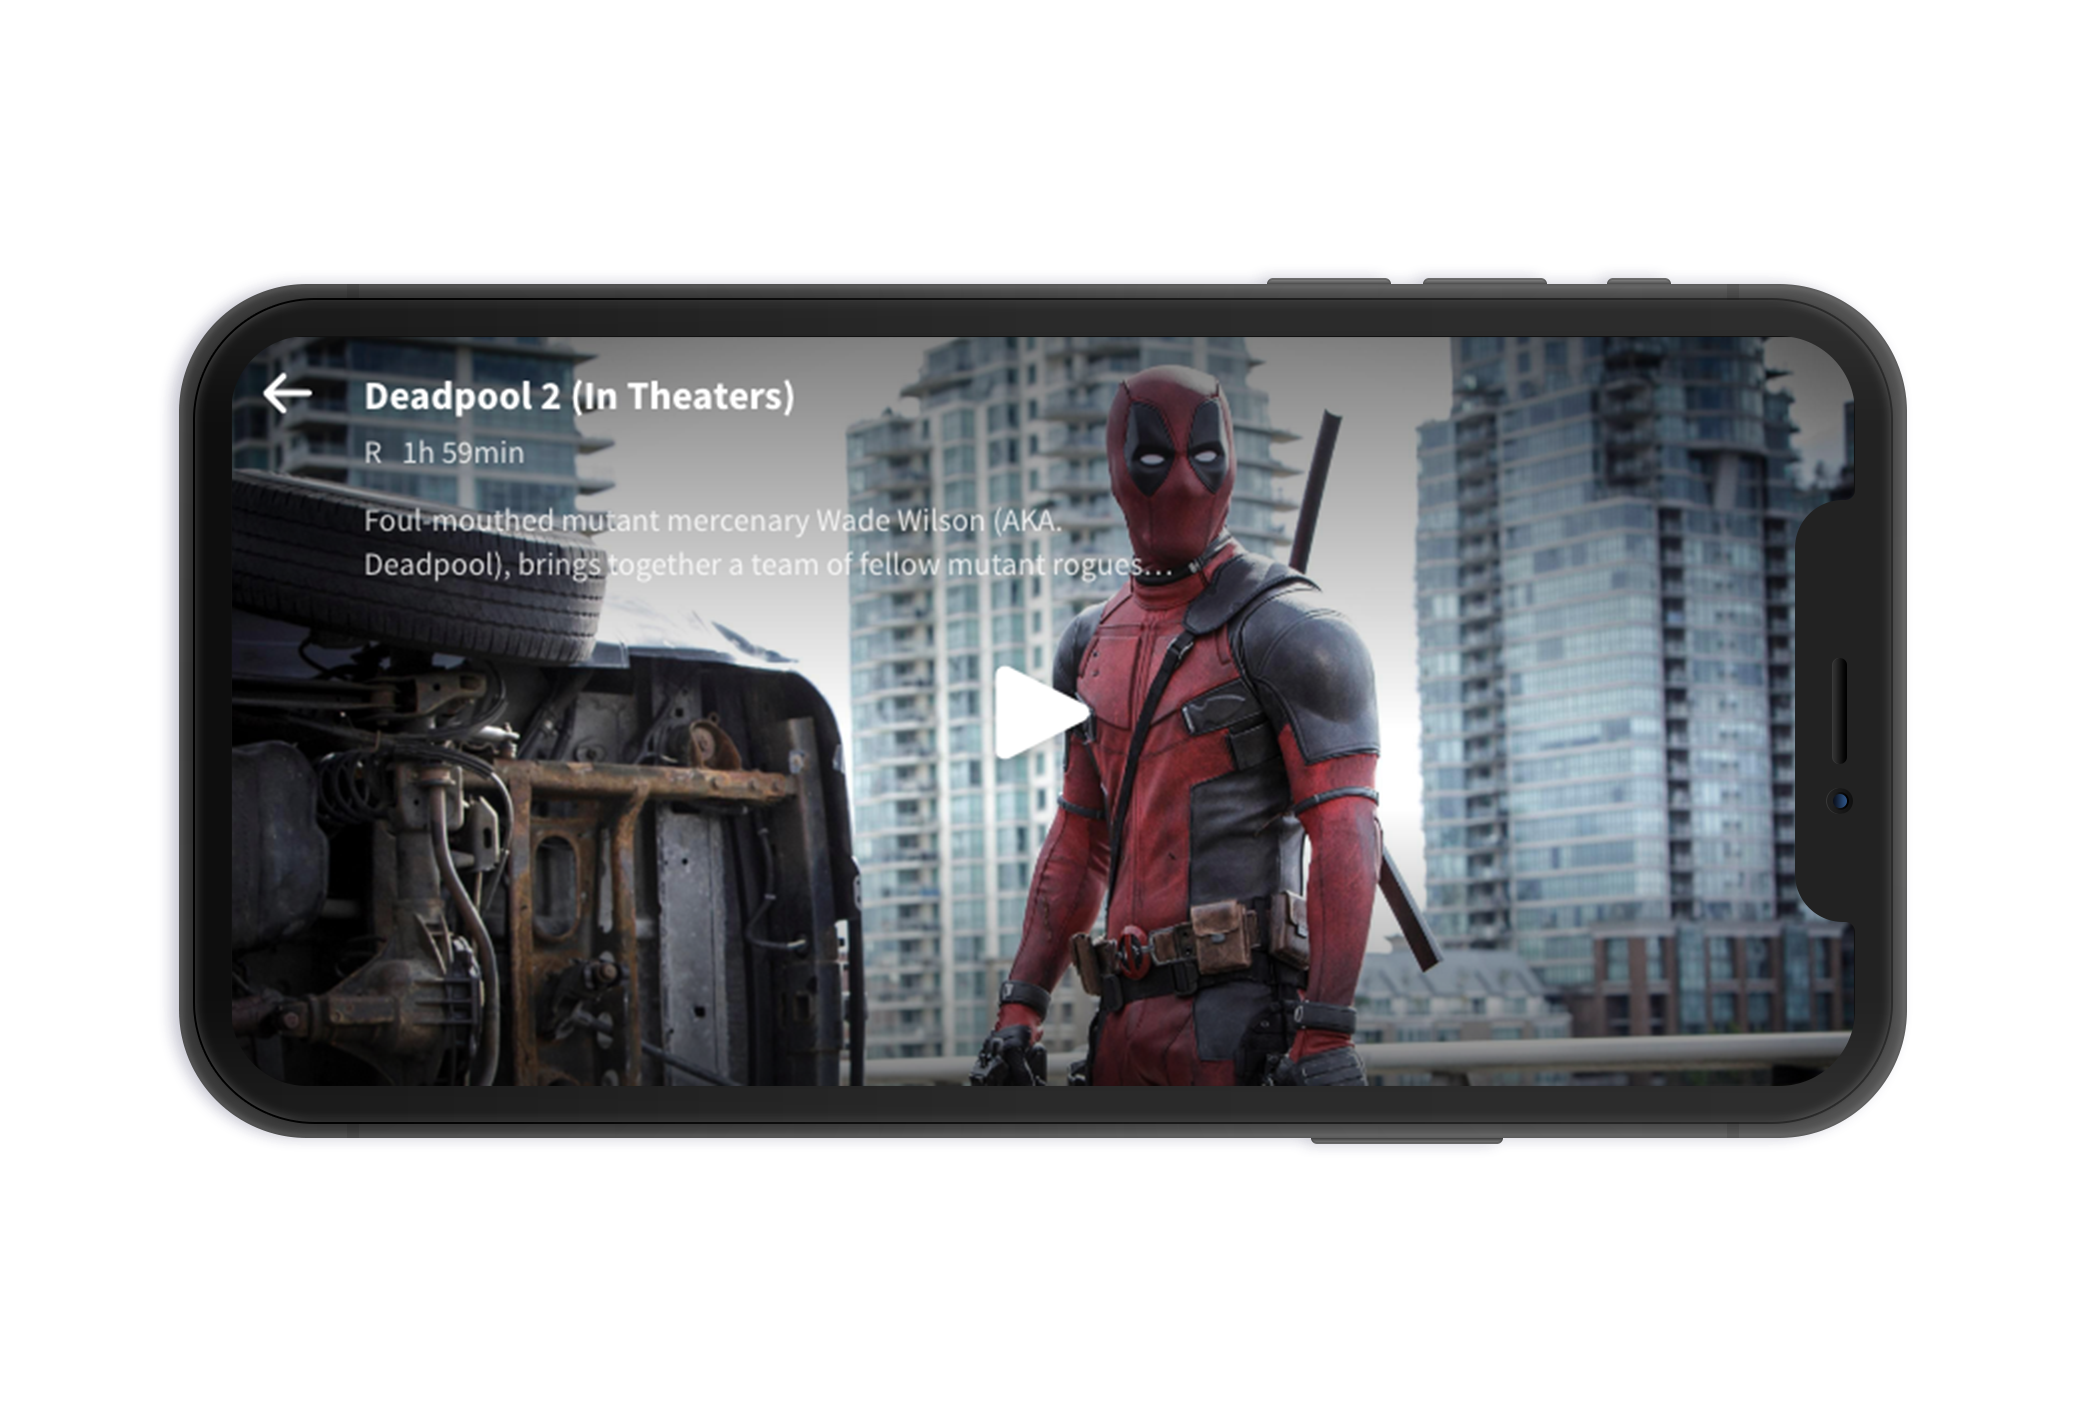 Deadpool 2 (In Theaters)
R 1h 59min
Foul-mouthed mutant mercenary Wade Wilson (AKA.
Deadpool), brings together a team of fellow mutant rogues...